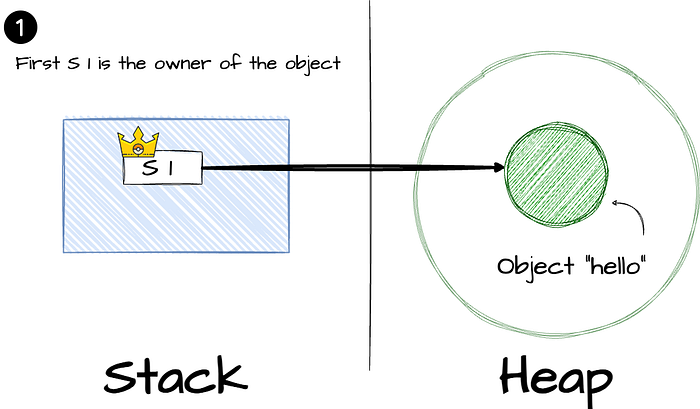 1
First S 1 is the owner of the object
S 1
Object "hello"
Stack
Heap